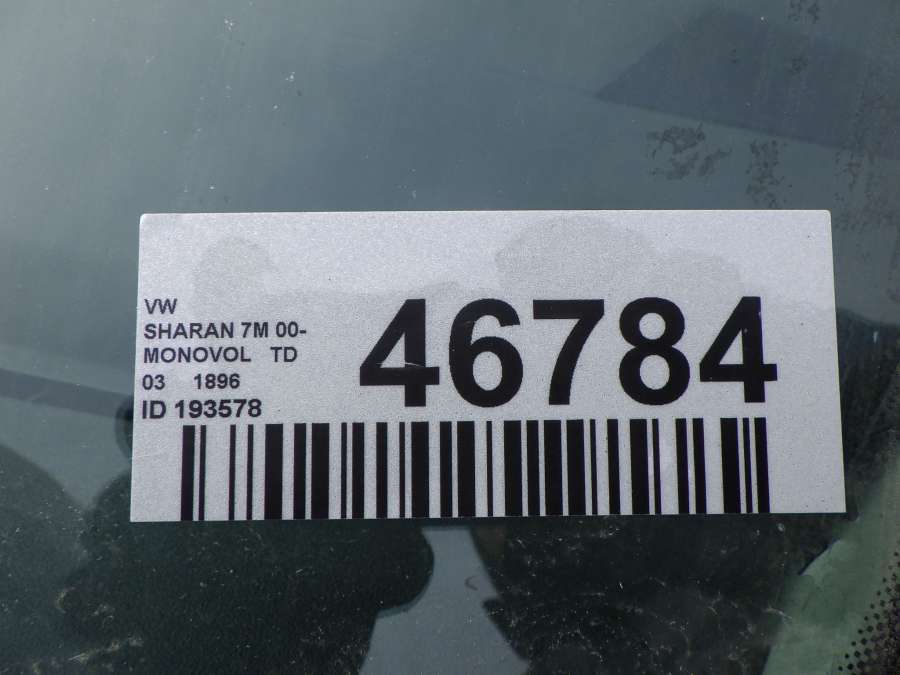 VW
SHARAN 7M 00-
MONOVOL TD
03 1896
ID 193578
46784